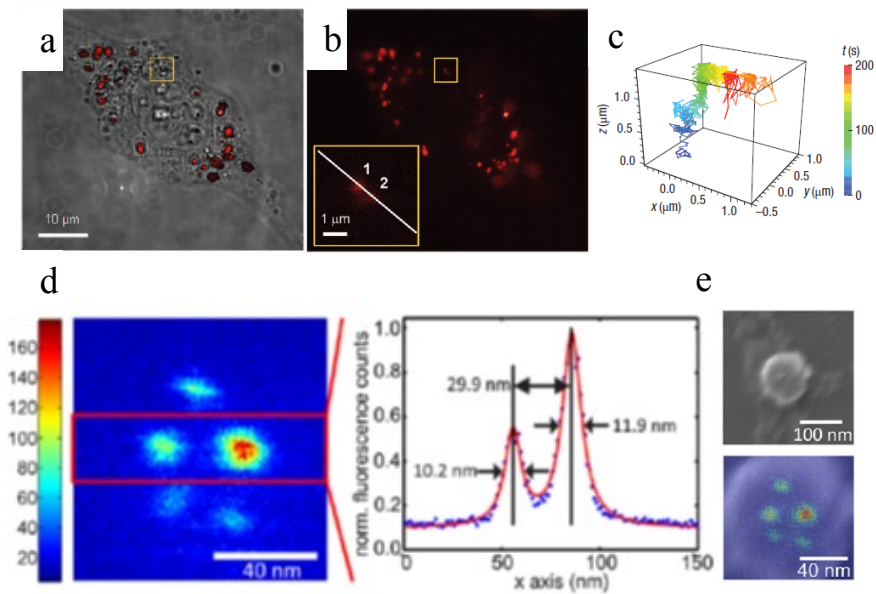 a
10 μm
b
1
2
1 μm
c
t (s)
200
100
0
z (μm)
1.0
0.5
0.0
x (μm)
0.0
0.5
1.0
y (μm)
1.0
0.5
0.0
−0.5
d
160
140
120
100
80
60
40
20
40 nm
norm. fluorescence counts
1.0
0.8
0.6
0.4
0.2
0.0
29.9 nm
11.9 nm
10.2 nm
0
50
100
150
x axis (nm)
e
100 nm
40 nm